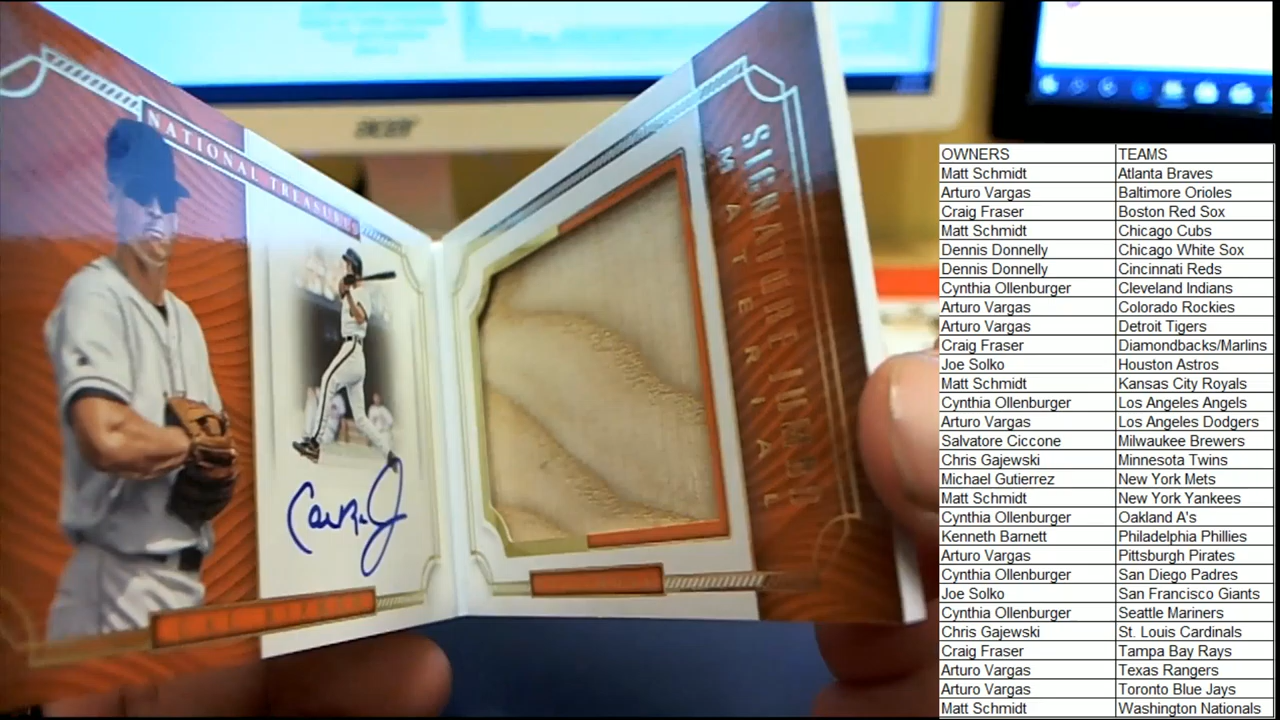 acer
NATIONAL TREASURES
SIGNATURE JUMBO
MATERIAL
OWNERS TEAMS
Matt Schmidt Atlanta Braves
Arturo Vargas Baltimore Orioles
Craig Fraser Boston Red Sox
Matt Schmidt Chicago Cubs
Dennis Donnelly Chicago White Sox
Dennis Donnelly Cincinnati Reds
Cynthia Ollenburger Cleveland Indians
Arturo Vargas Colorado Rockies
Arturo Vargas Detroit Tigers
Craig Fraser Diamondbacks/Marlins
Joe Solko Houston Astros
Matt Schmidt Kansas City Royals
Cynthia Ollenburger Los Angeles Angels
Arturo Vargas Los Angeles Dodgers
Salvatore Ciccone Milwaukee Brewers
Chris Gajewski Minnesota Twins
Michael Gutierrez New York Mets
Matt Schmidt New York Yankees
Cynthia Ollenburger Oakland A's
Kenneth Barnett Philadelphia Phillies
Arturo Vargas Pittsburgh Pirates
Cynthia Ollenburger San Diego Padres
Joe Solko San Francisco Giants
Cynthia Ollenburger Seattle Mariners
Chris Gajewski St. Louis Cardinals
Craig Fraser Tampa Bay Rays
Arturo Vargas Texas Rangers
Arturo Vargas Toronto Blue Jays
Matt Schmidt Washington Nationals